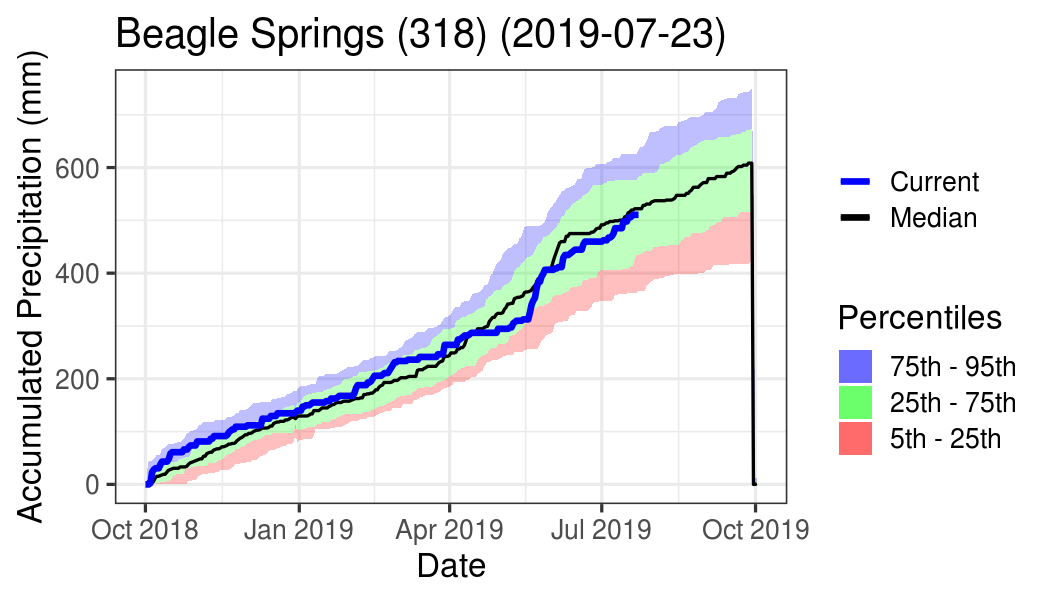 Beagle Springs (318) (2019-07-23)
Accumulated Precipitation (mm)
600
400
200
0
Oct 2018
Jan 2019
Apr 2019
Jul 2019
Oct 2019
Date
Current
Median
Percentiles
75th - 95th
25th - 75th
5th - 25th